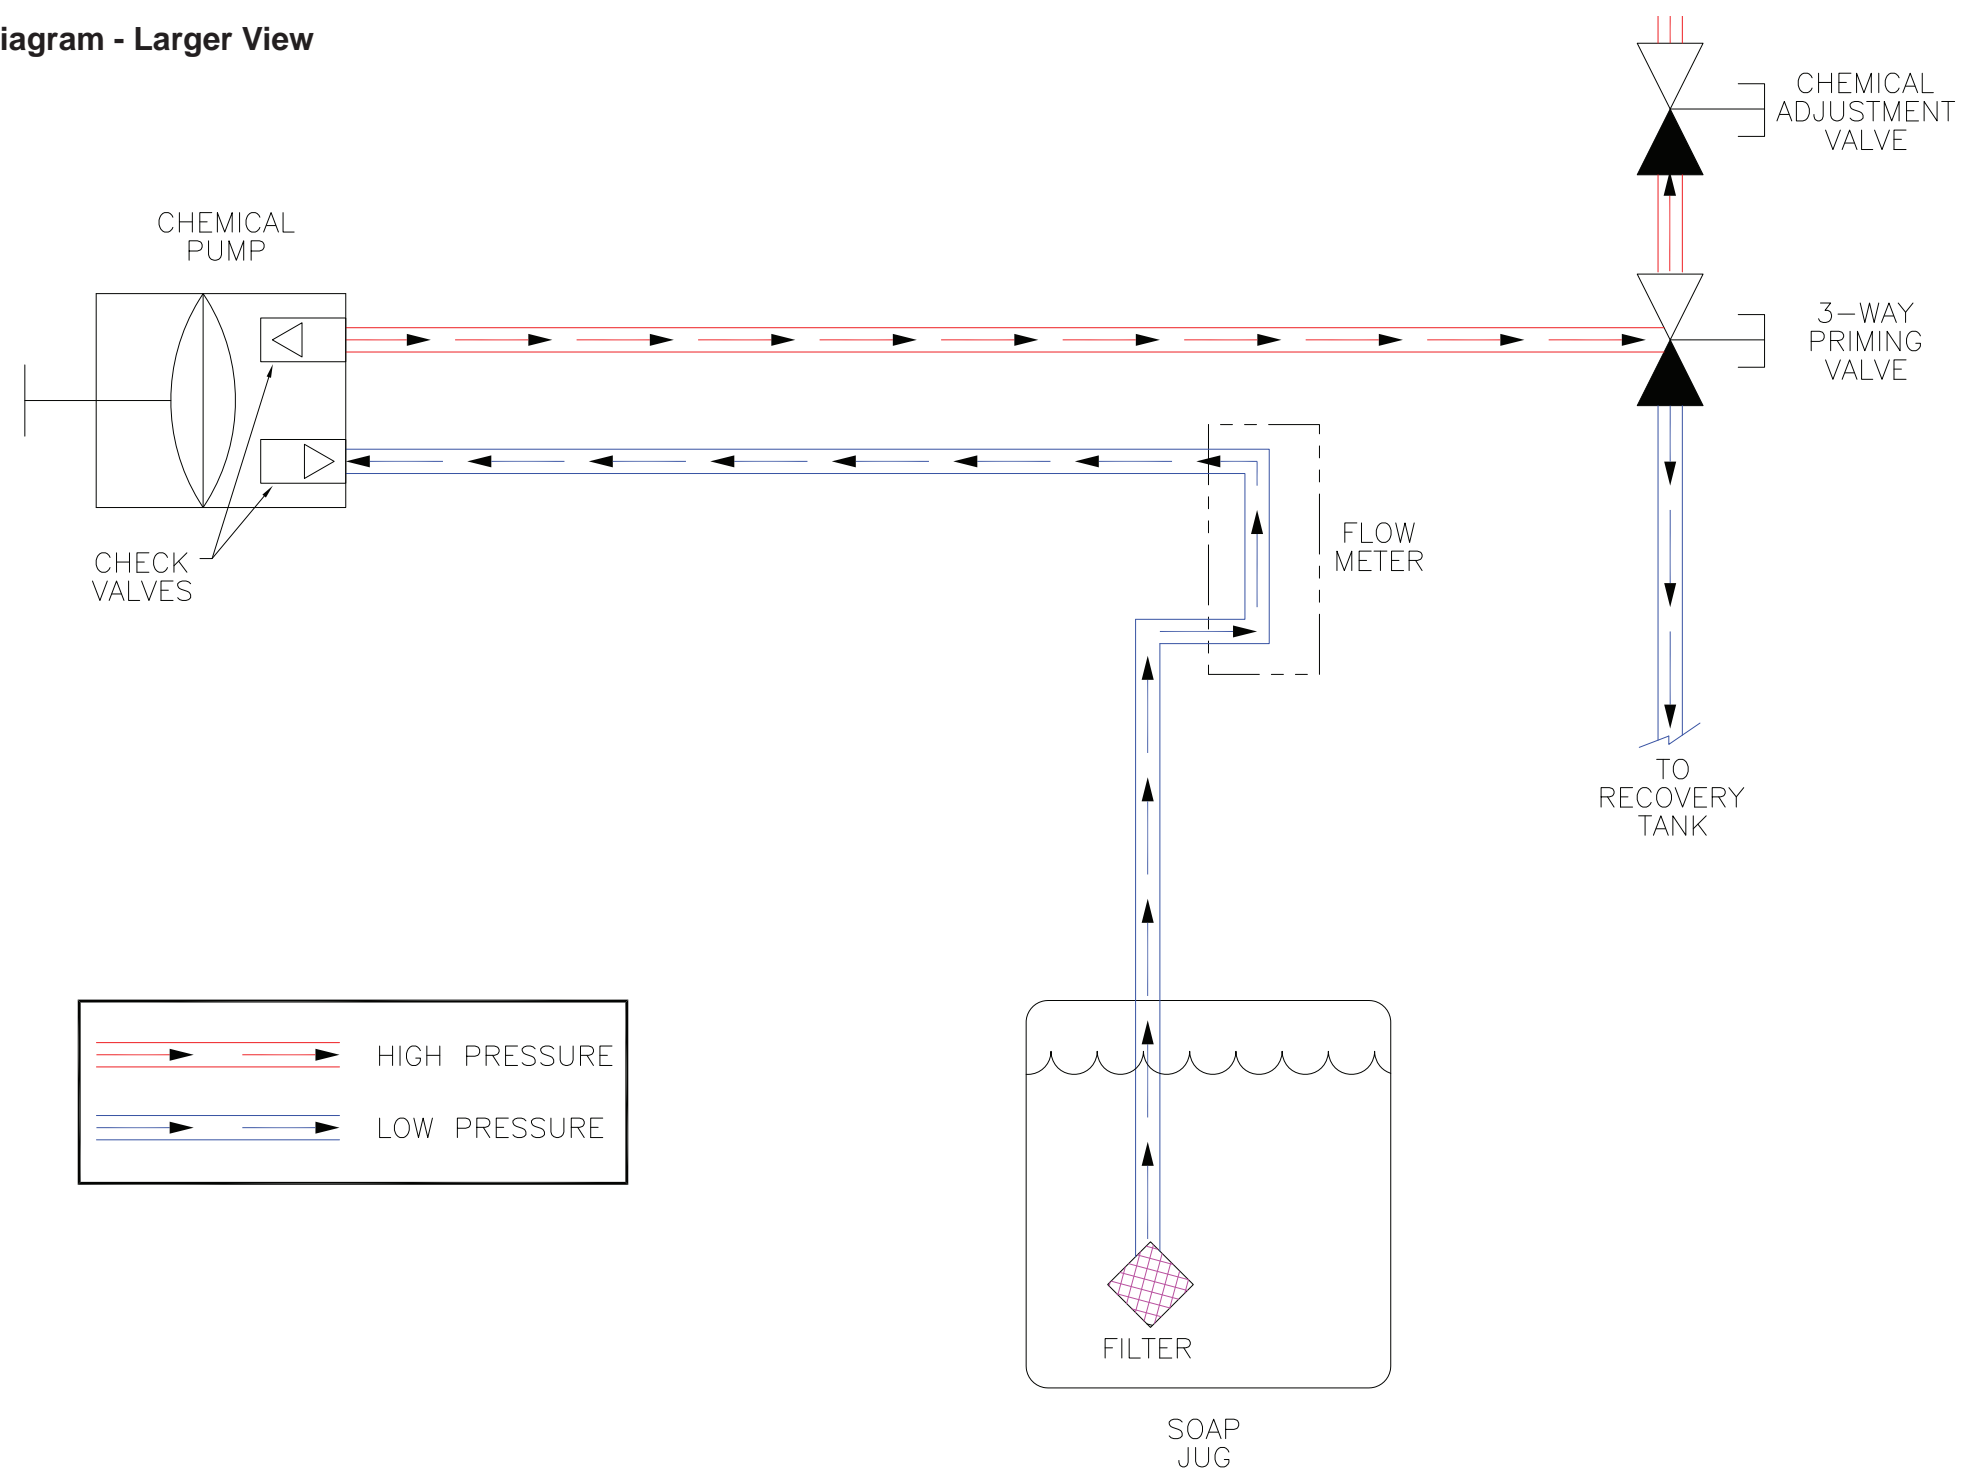 iagram - Larger View
CHEMICAL
ADJUSTMENT
VALVE
CHEMICAL
PUMP
3-WAY
PRIMING
VALVE
FLOW
METER
CHECK
VALVES
TO
RECOVERY
TANK
HIGH PRESSURE
LOW PRESSURE
FILTER
SOAP
JUG